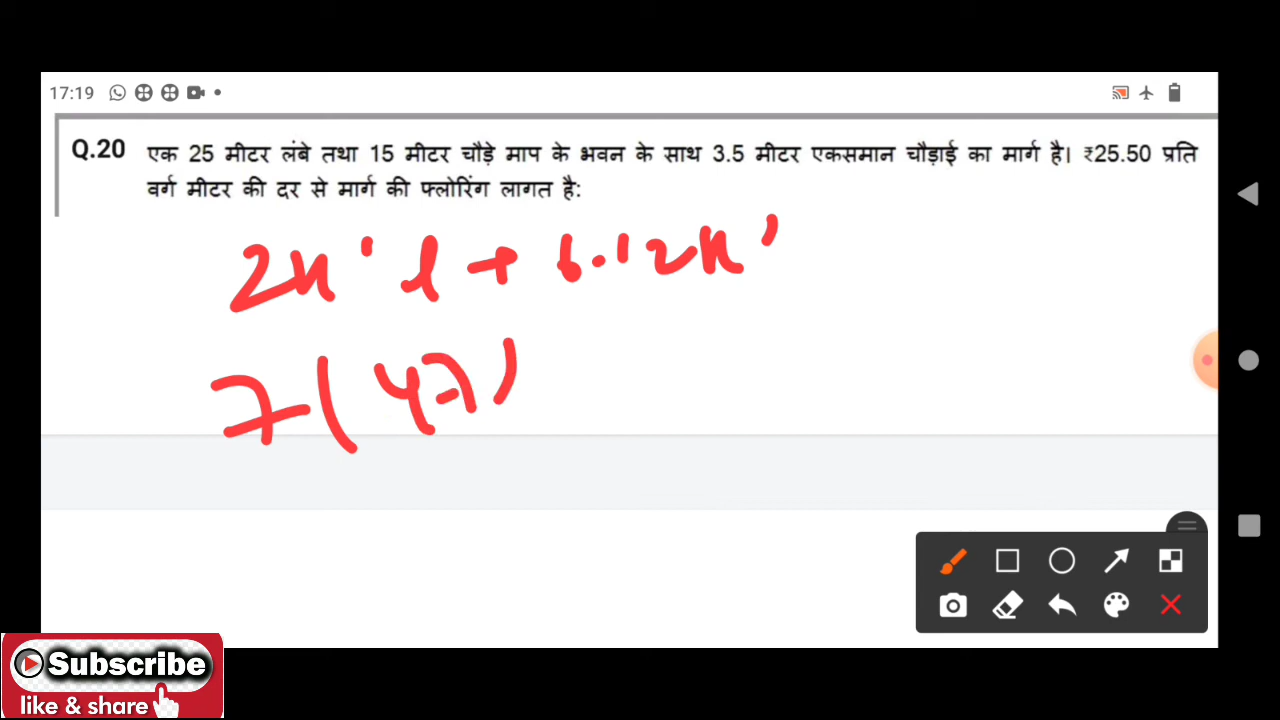 17:19
Q.20 एक 25 मीटर लंबे तथा 15 मीटर चौड़े माप के भवन के साथ 3.5 मीटर एकसमान चौड़ाई का मार्ग है। ₹25.50 प्रति
वर्ग मीटर की दर से मार्ग की फ्लोरिंग लागत है:
7(47)
Subscribe
like & share